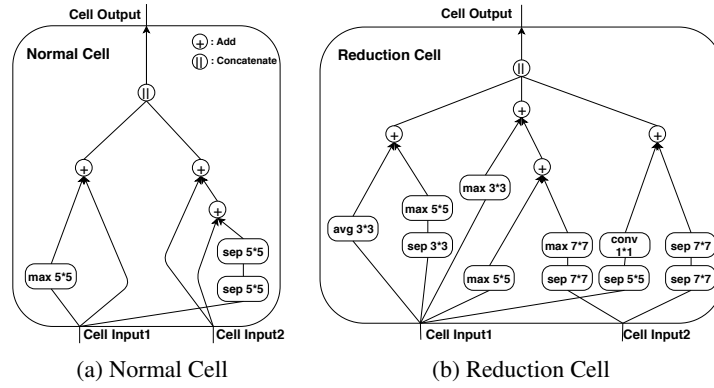 Cell Output
Normal Cell
+ : Add
|| : Concatenate
||
+
+
+
max 5*5
sep 5*5
sep 5*5
Cell Input1
Cell Input2
(a) Normal Cell
Cell Output
Reduction Cell
||
+
+
+
+
avg 3*3
max 5*5
sep 3*3
max 3*3
max 5*5
max 7*7
sep 7*7
conv
1*1
sep 5*5
sep 7*7
sep 7*7
Cell Input1
Cell Input2
(b) Reduction Cell